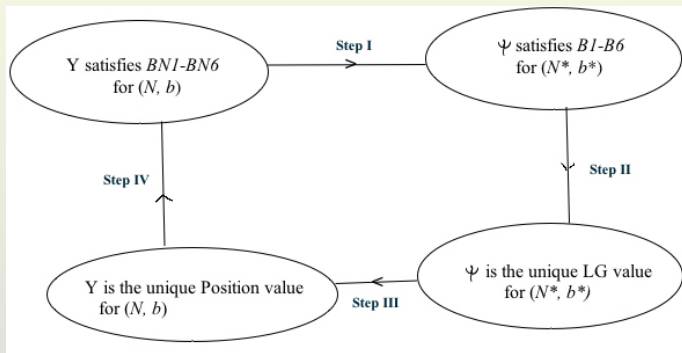 Step I
Y satisfies BN1-BN6
for (N, b)
ψ satisfies B1-B6
for (N*, b*)
Step IV
Step II
Y is the unique Position value
for (N, b)
Step III
ψ is the unique LG value
for (N*, b*)